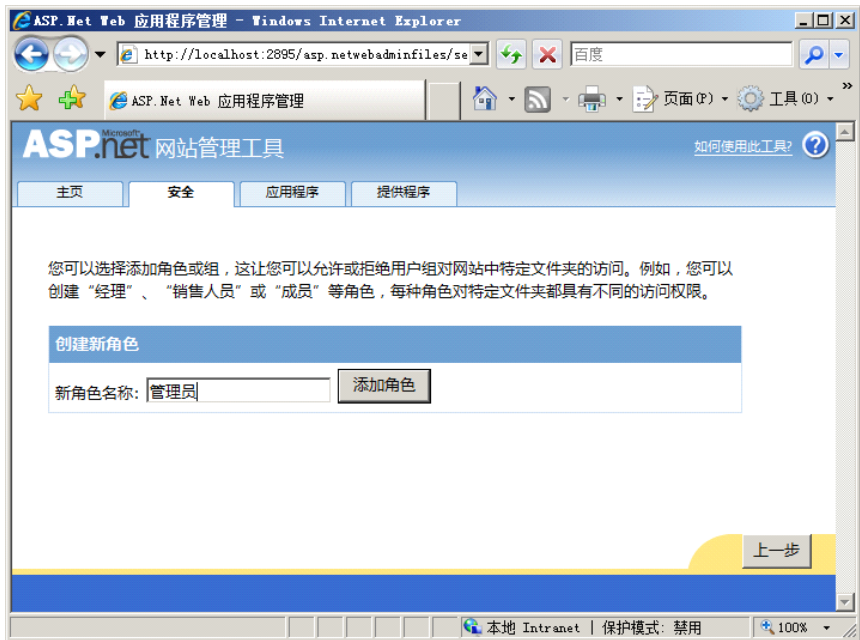 ASP.Net Web 应用程序管理 - Windows Internet Explorer
http://localhost:2895/asp.netwebadminfiles/se
百度
ASP.Net Web 应用程序管理
页面(P)
工具(O)
»
Microsoft
ASP.net 网站管理工具
如何使用此工具?
?
主页
安全
应用程序
提供程序
您可以选择添加角色或组，这让您可以允许或拒绝用户组对网站中特定文件夹的访问。例如，您可以
创建“经理”、“销售人员”或“成员”等角色，每种角色对特定文件夹都具有不同的访问权限。
创建新角色
新角色名称: 管理员
添加角色
上一步
本地 Intranet | 保护模式: 禁用
100%